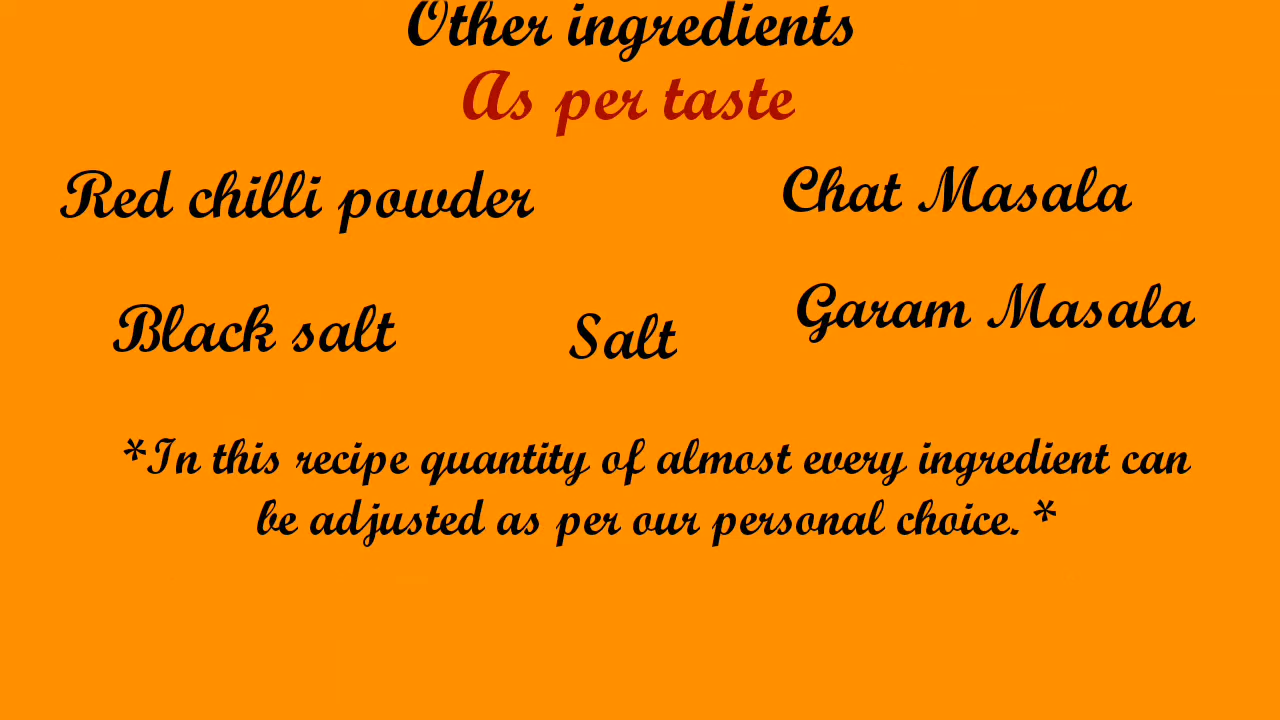 Other ingredients
As per taste
Red chilli powder
Chat Masala
Black salt
Salt
Garam Masala
*In this recipe quantity of almost every ingredient can
be adjusted as per our personal choice. *